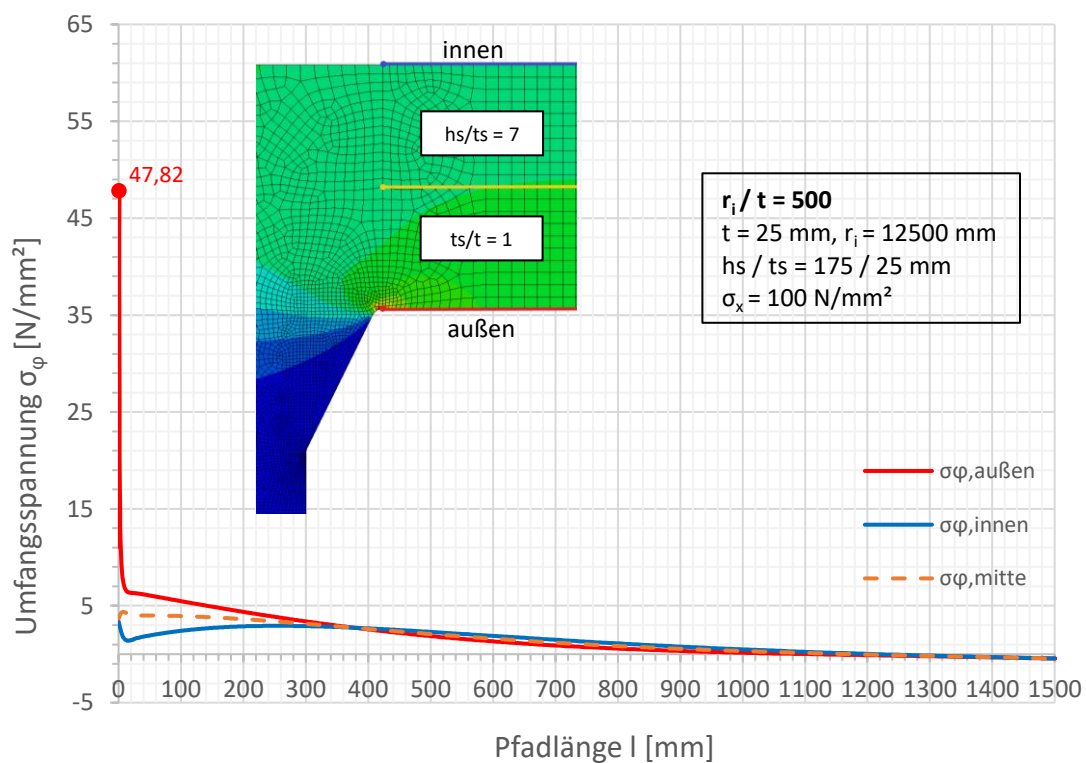 Umfangsspannung σφ [N/mm²]
65
55
45
35
25
15
5
-5
47,82
innen
hs/ts = 7
ts/t = 1
außen
ri / t = 500
t = 25 mm, ri = 12500 mm
hs / ts = 175 / 25 mm
σx = 100 N/mm²
σφ,außen
σφ,innen
σφ,mitte
0 100 200 300 400 500 600 700 800 900 1000 1100 1200 1300 1400 1500
Pfadlänge l [mm]